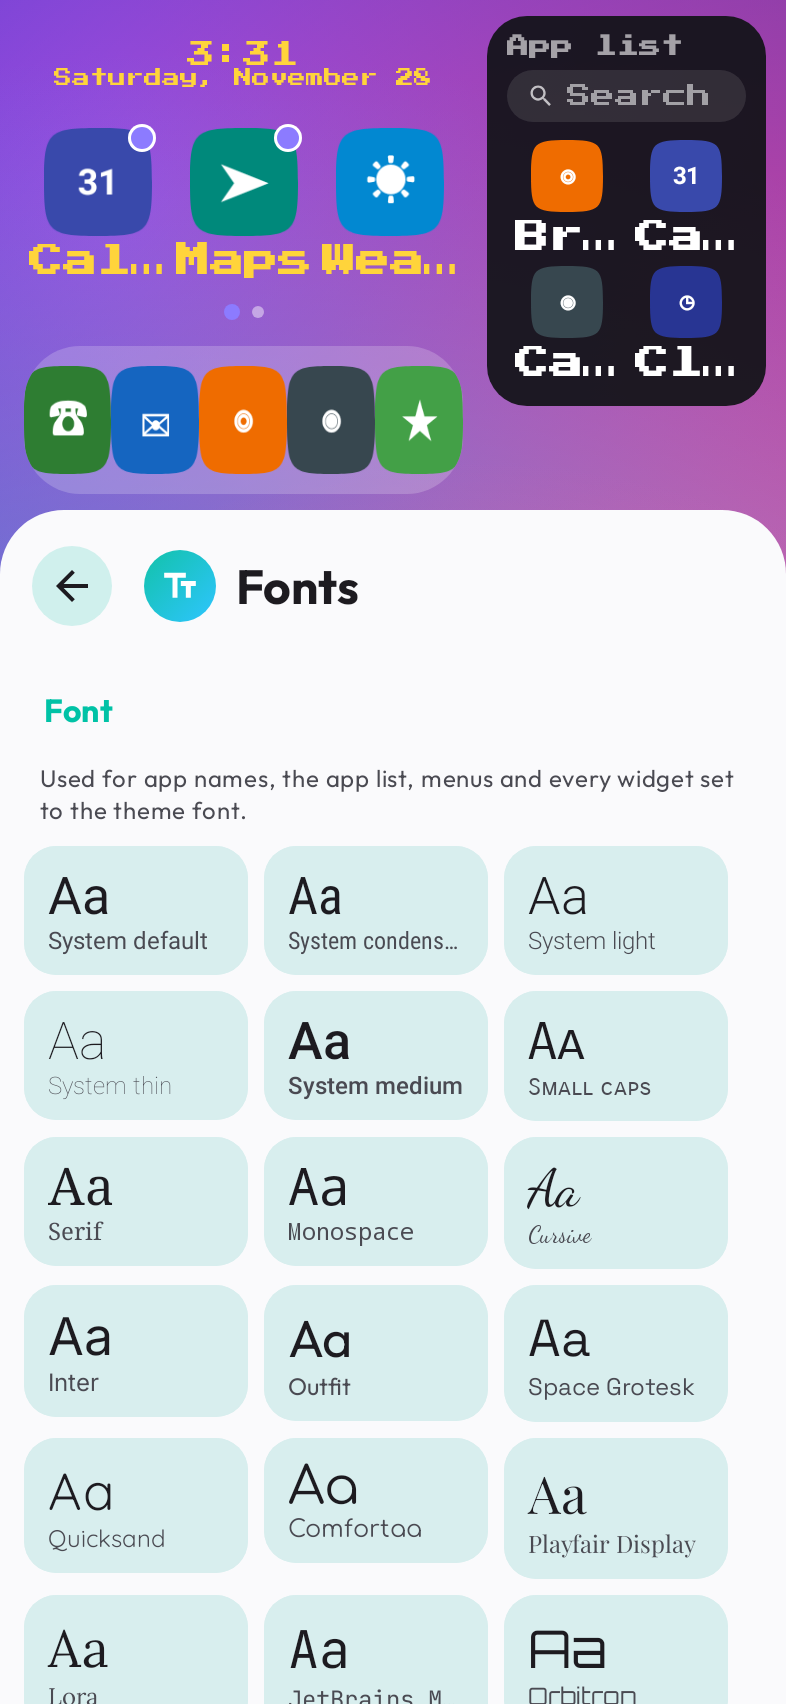 3:31
Saturday, November 28
31
Cal... Maps Wea...
App list
Search
31
Br... Ca...
Ca... Cl...
Fonts
Font
Used for app names, the app list, menus and every widget set
to the theme font.
Aa
System default
Aa
System condens...
Aa
System light
Aa
System thin
Aa
System medium
Aa
Small caps
Aa
Serif
Aa
Monospace
Aa
Cursive
Aa
Inter
Aa
Outfit
Aa
Space Grotesk
Aa
Quicksand
Aa
Comfortaa
Aa
Playfair Display
Aa
Lora
Aa
JetBrains M
Aa
Orbitron